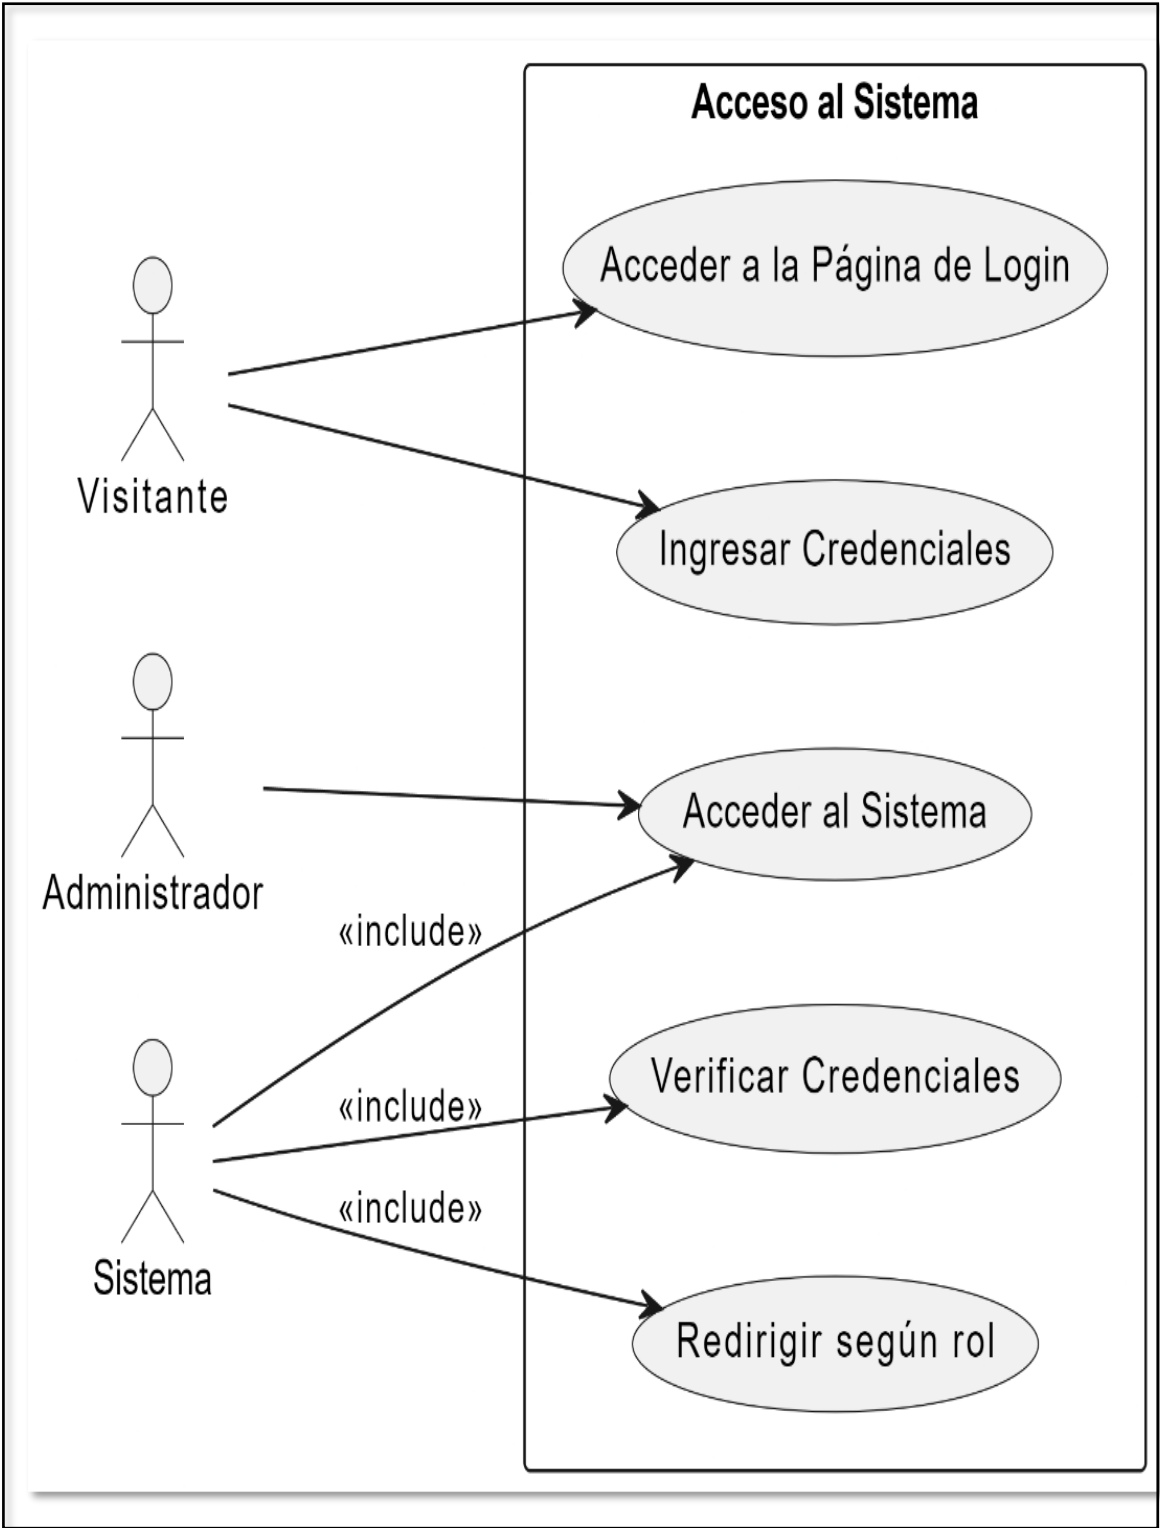 Acceso al Sistema
Acceder a la Página de Login
Visitante
Ingresar Credenciales
Acceder al Sistema
Administrador
«include»
Verificar Credenciales
«include»
«include»
Sistema
Redirigir según rol